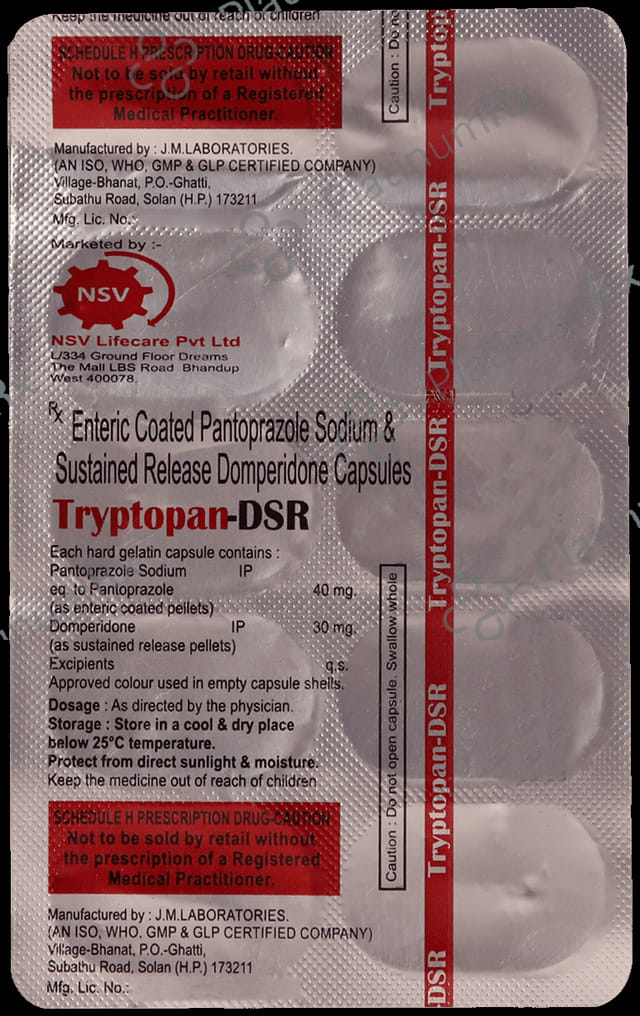 Keep the medicine out of reach of children
SCHEDULE H PRESCRIPTION DRUG-CAUTION
Not to be sold by retail without
the prescription of a Registered
Medical Practitioner.
Manufactured by : J.M.LABORATORIES.
(AN ISO, WHO, GMP & GLP CERTIFIED COMPANY)
Village-Bhanat, P.O.-Ghatti,
Subathu Road, Solan (H.P.) 173211
Mfg. Lic. No.:
Marketed by :-
NSV
NSV Lifecare Pvt Ltd
L/334 Ground Floor Dreams
The Mall LBS Road Bhandup
West 400078.
Rx Enteric Coated Pantoprazole Sodium &
Sustained Release Domperidone Capsules
Tryptopan-DSR
Each hard gelatin capsule contains :
Pantoprazole Sodium IP
eq. to Pantoprazole 40 mg.
(as enteric coated pellets)
Domperidone IP 30 mg.
(as sustained release pellets)
Excipients q.s.
Approved colour used in empty capsule shells.
Dosage : As directed by the physician.
Storage : Store in a cool & dry place
below 25°C temperature.
Protect from direct sunlight & moisture.
Keep the medicine out of reach of children
SCHEDULE H PRESCRIPTION DRUG-CAUTION
Not to be sold by retail without
the prescription of a Registered
Medical Practitioner.
Manufactured by : J.M.LABORATORIES.
(AN ISO, WHO. GMP & GLP CERTIFIED COMPANY)
Village-Bhanat, P.O.-Ghatti,
Subathu Road, Solan (H.P.) 173211
Mfg. Lic. No.:
Caution : Do no
Caution : Do not open capsule. Swallow whole
Tryptop
Tryptopan-DSR
Tryptopan-DSR
Tryptopan-DSR
-DSR
PlatinumRx